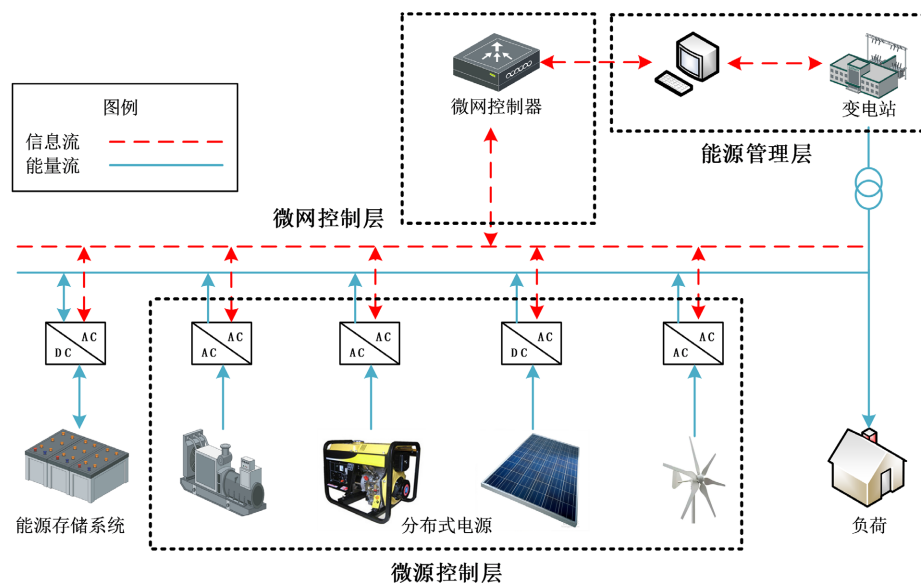 图例
信息流
能量流
微网控制器
变电站
能源管理层
微网控制层
AC
DC
AC
AC
AC
AC
AC
DC
AC
AC
能源存储系统
分布式电源
负荷
微源控制层